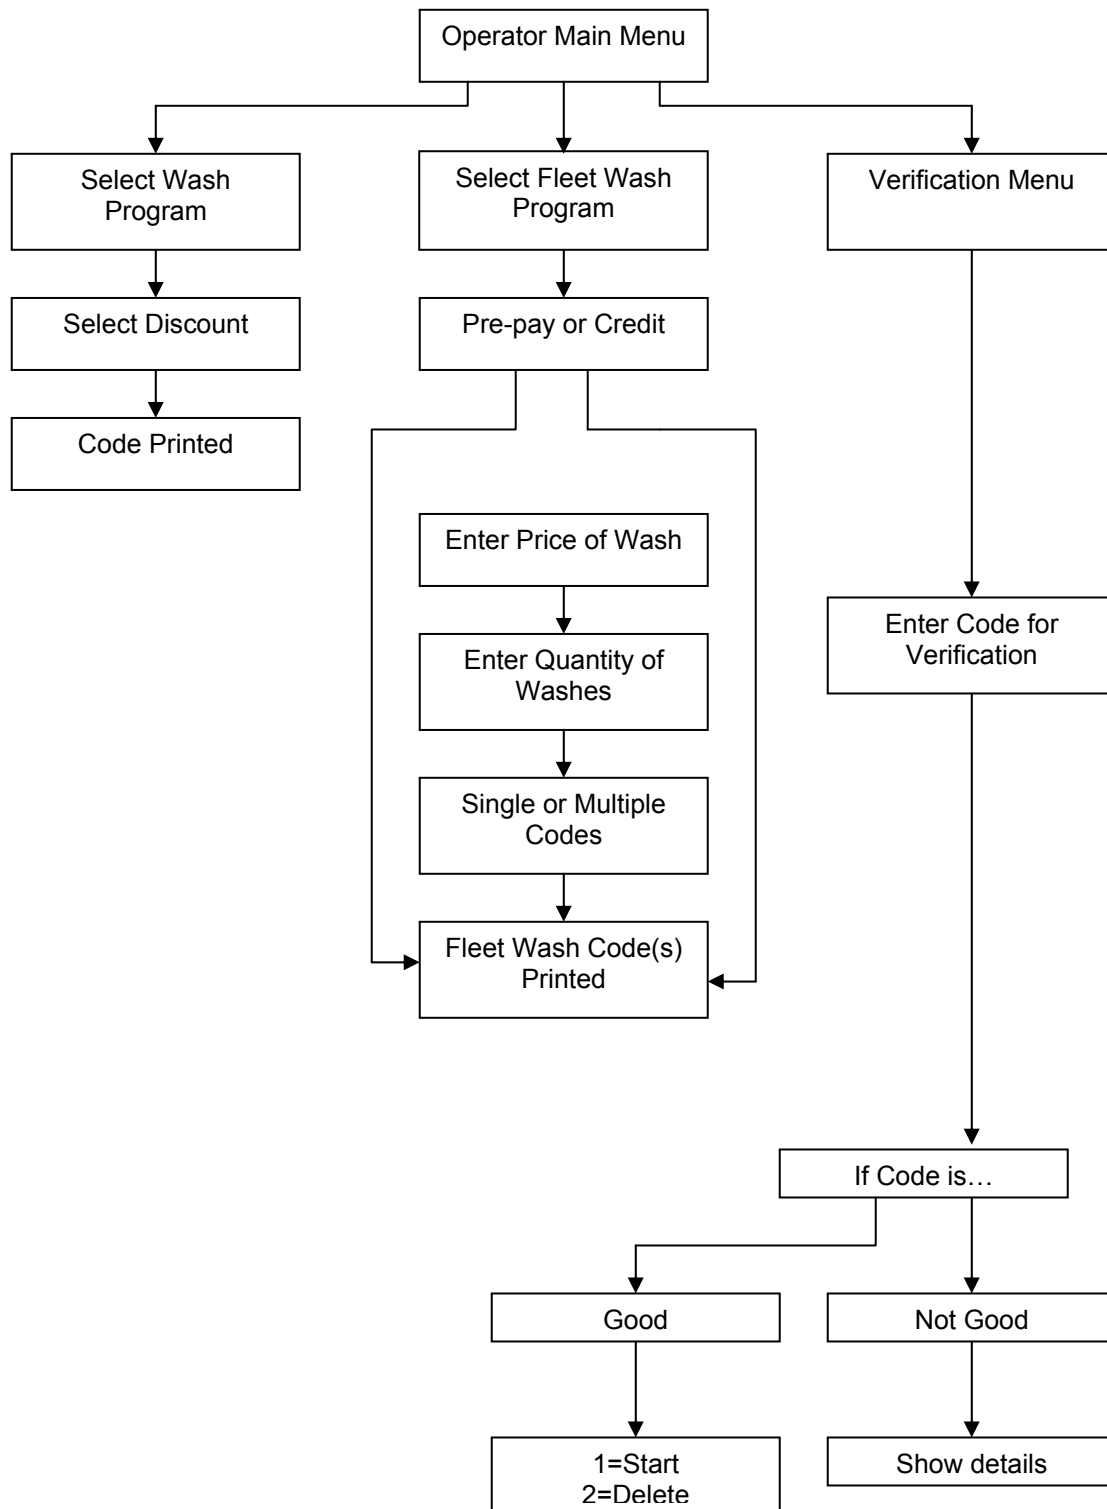 Operator Main Menu
Select Wash
Program
Select Fleet Wash
Program
Verification Menu
Select Discount
Pre-pay or Credit
Code Printed
Enter Price of Wash
Enter Quantity of
Washes
Enter Code for
Verification
Single or Multiple
Codes
Fleet Wash Code(s)
Printed
If Code is…
Good
Not Good
1=Start
2=Delete
Show details